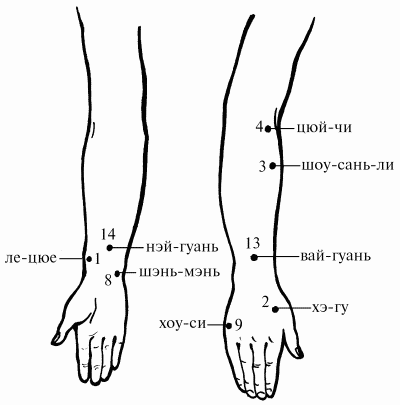 4 цюй-чи
3 шоу-сань-ли
14 нэй-гуань
ле-цюе 1
8 шэнь-мэнь
13 вай-гуань
2 хэ-гу
хоу-си 9